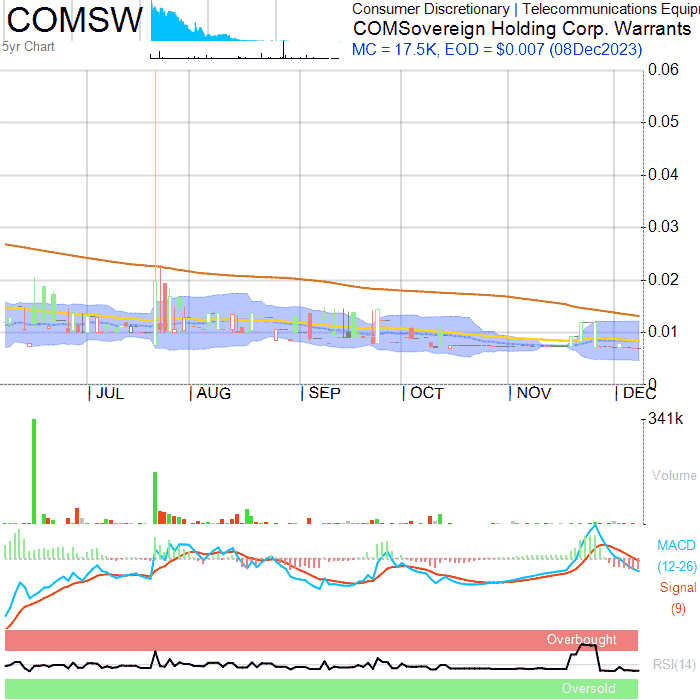 COMSW
5yr Chart
Consumer Discretionary | Telecommunications Equip
COMSovereign Holding Corp. Warrants
MC = 17.5K, EOD = $0.007 (08Dec2023)
0.06
0.05
0.04
0.03
0.02
0.01
0
JUL AUG SEP OCT NOV DEC
341k
Volume
MACD
(12-26)
Signal
(9)
Overbought
RSI(14)
Oversold